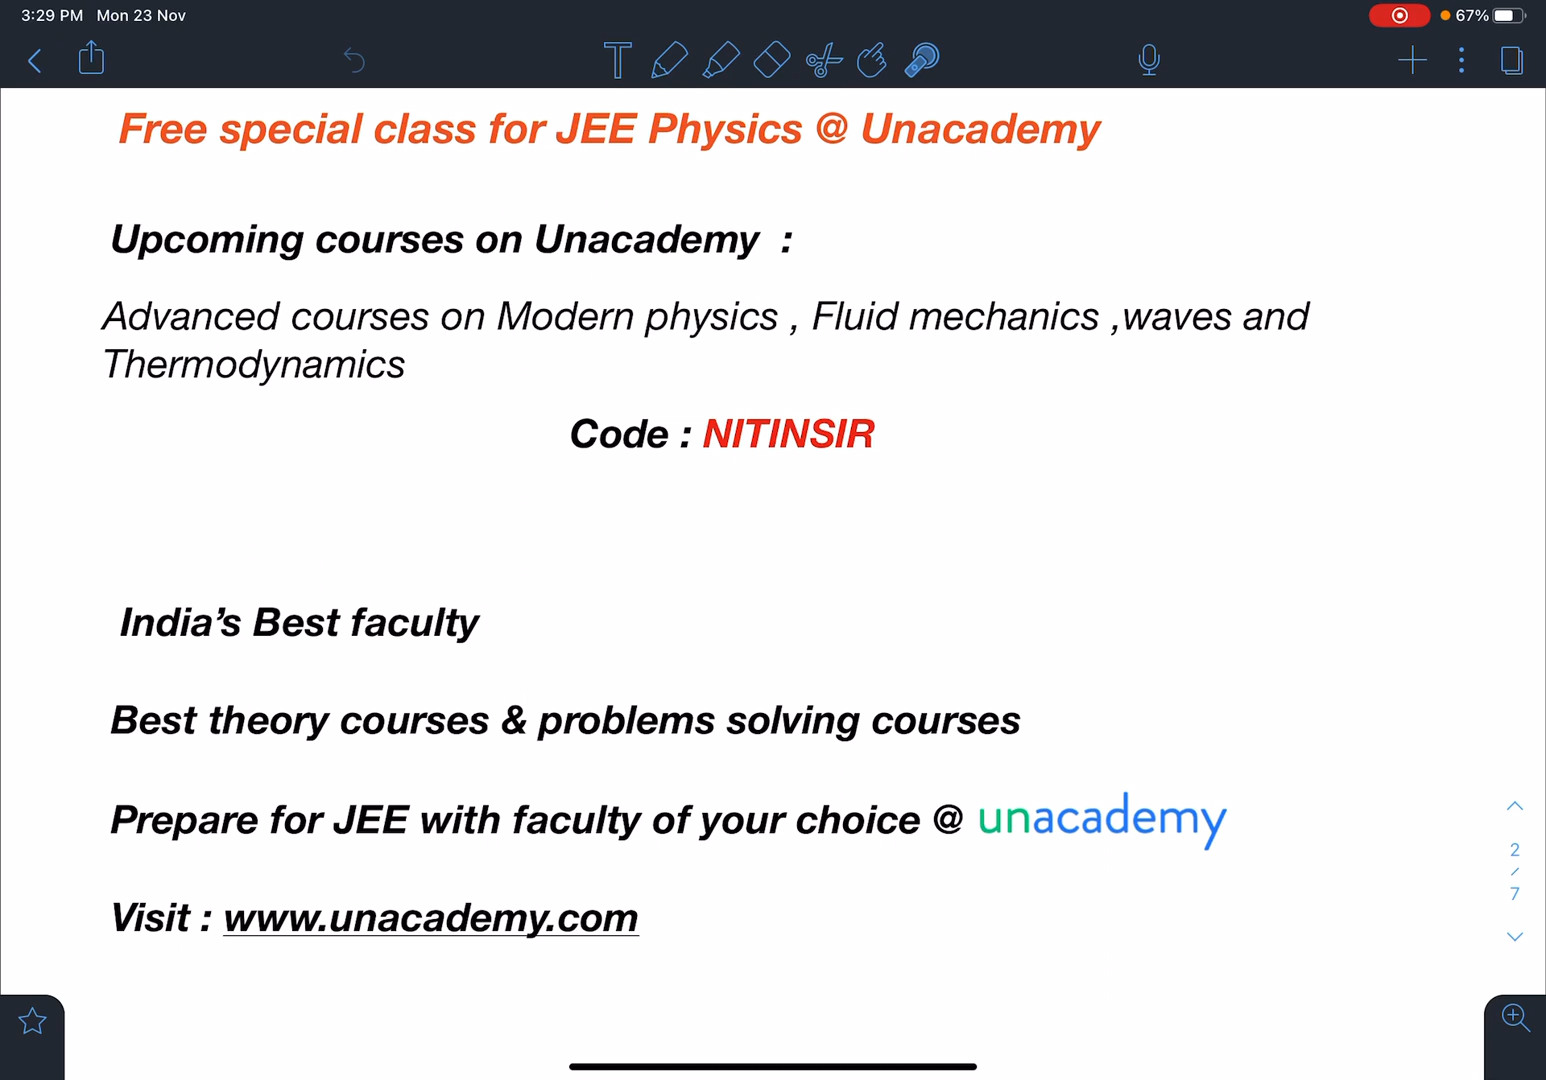 3:29 PM Mon 23 Nov
67%
T
Free special class for JEE Physics @ Unacademy
Upcoming courses on Unacademy :
Advanced courses on Modern physics , Fluid mechanics ,waves and
Thermodynamics
Code : NITINSIR
India’s Best faculty
Best theory courses & problems solving courses
Prepare for JEE with faculty of your choice @ unacademy
Visit : www.unacademy.com
2
/
7